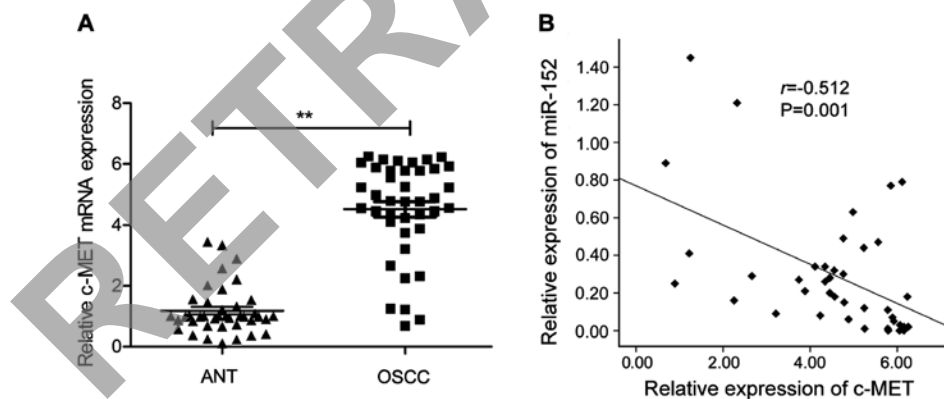 A
Relative c-MET mRNA expression
8
6
4
2
0
**
ANT
OSCC
B
Relative expression of miR-152
1.40
1.20
1.00
0.80
0.60
0.40
0.20
0.00
r=-0.512
P=0.001
0.00
2.00
4.00
6.00
Relative expression of c-MET
RETRA